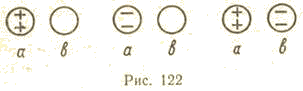 + + − − + + − −
а в а в а в
Рис. 122